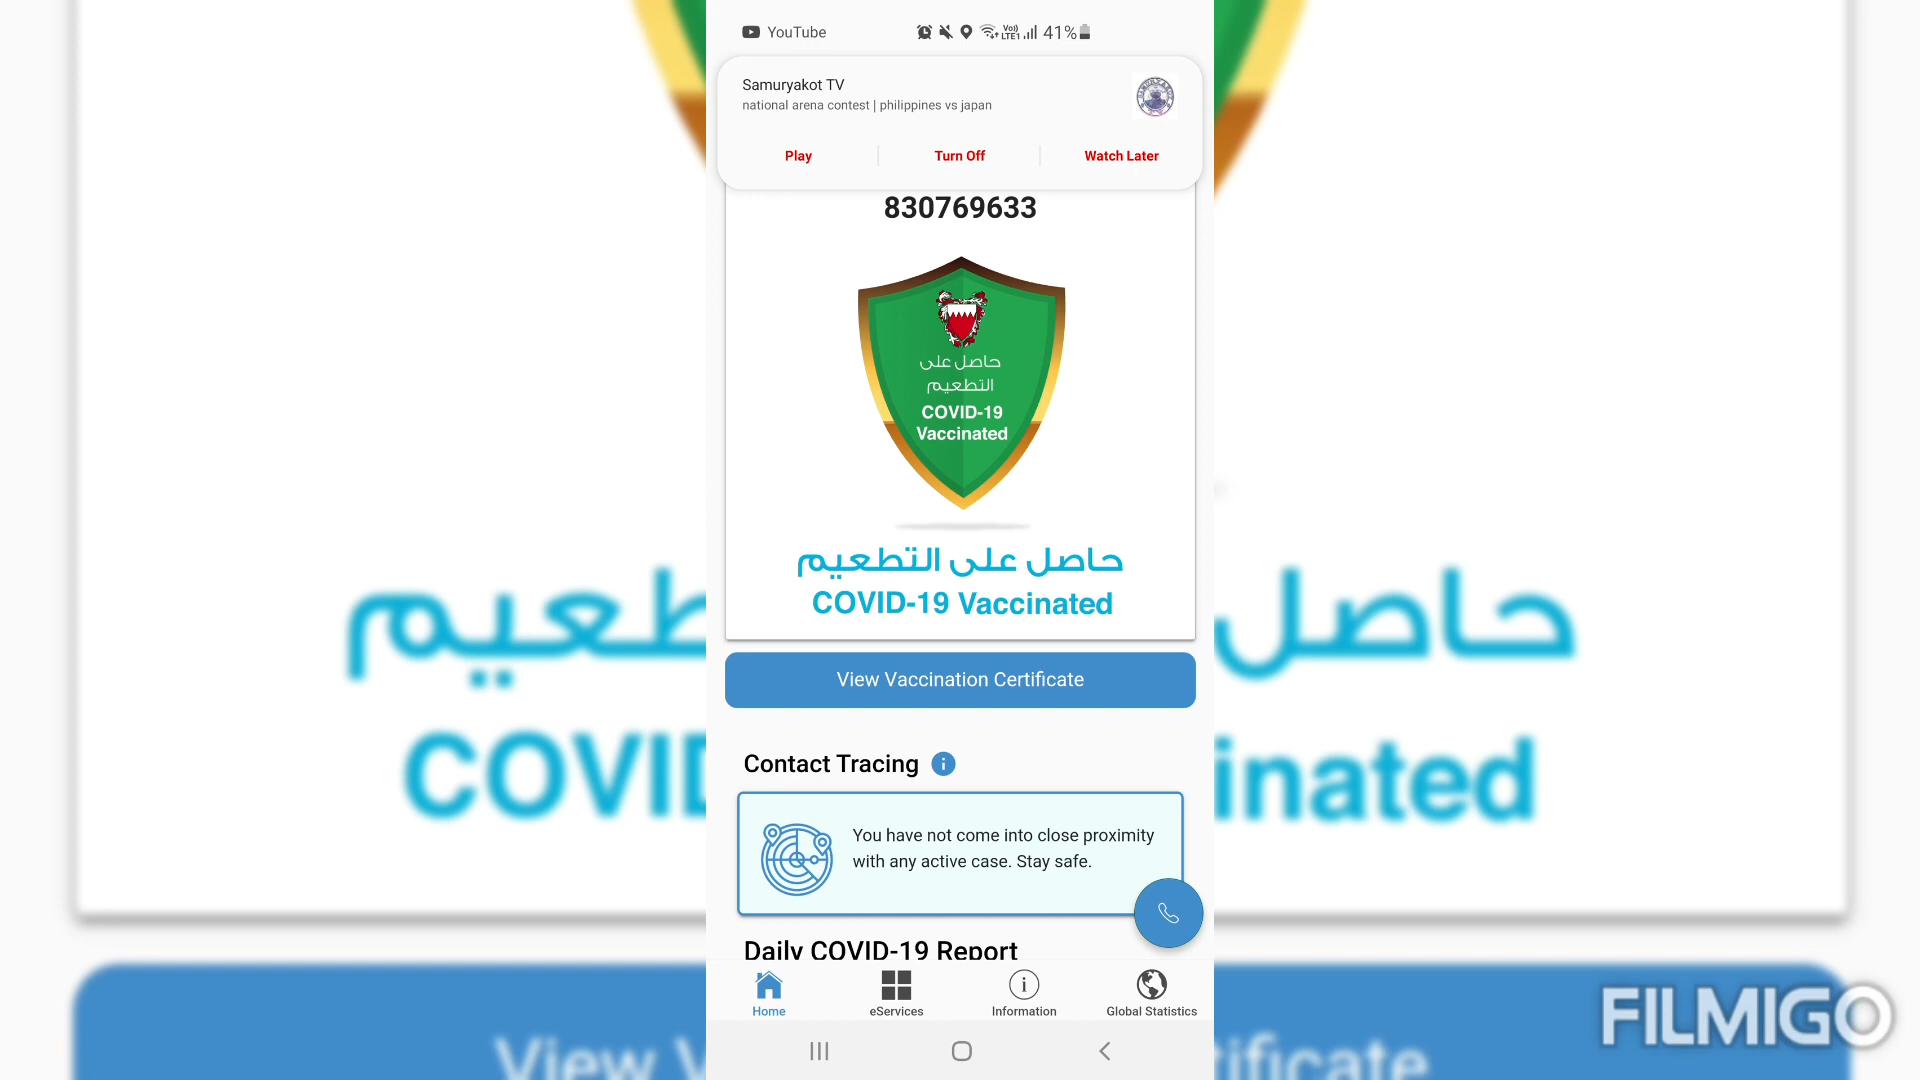 YouTube
Vo)) LTE1 41%
Samuryakot TV
national arena contest | philippines vs japan
Play
Turn Off
Watch Later
830769633
حاصل على
التطعيم
COVID-19
Vaccinated
حاصل على التطعيم
COVID-19 Vaccinated
View Vaccination Certificate
Contact Tracing
You have not come into close proximity
with any active case. Stay safe.
Daily COVID-19 Report
Home
eServices
Information
Global Statistics
FILMIGO